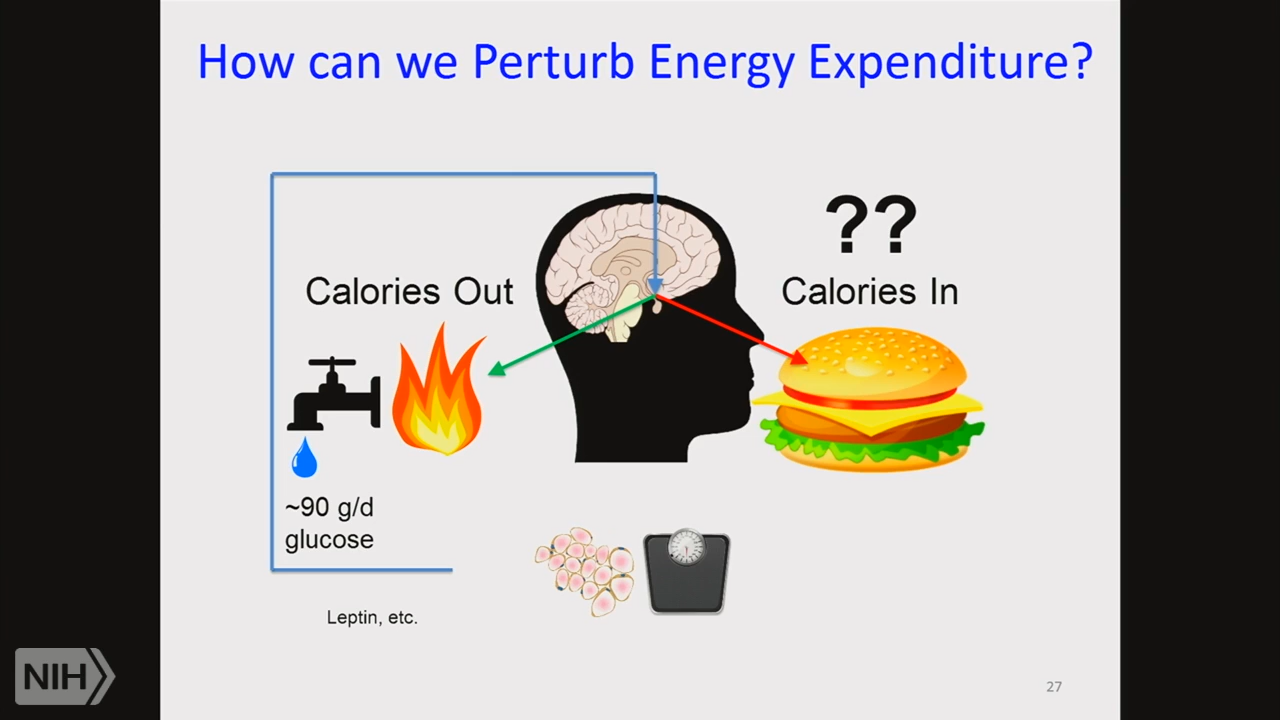 How can we Perturb Energy Expenditure?
??
Calories Out
Calories In
~90 g/d
glucose
Leptin, etc.
NIH
27